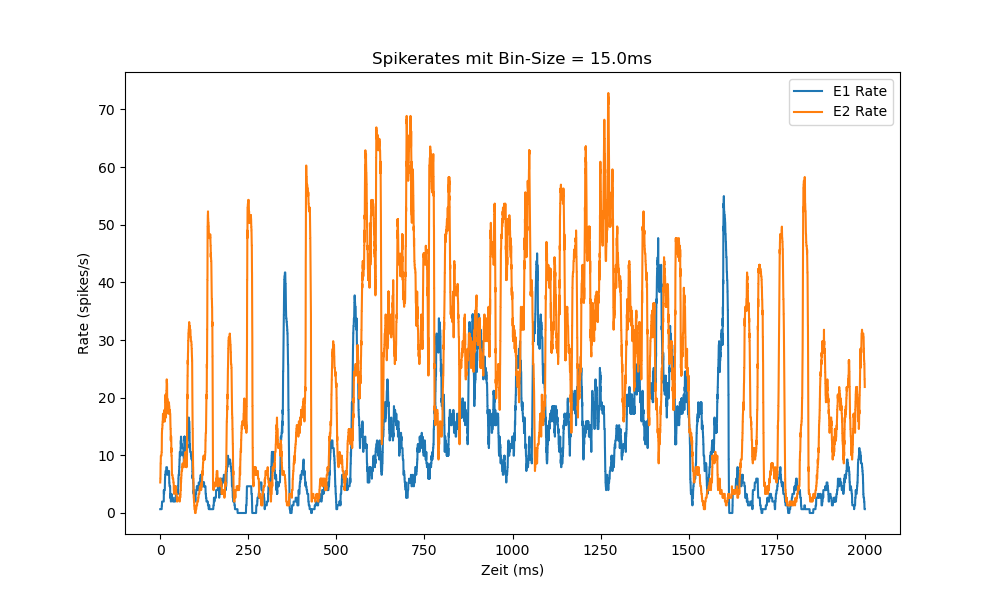 Spikerates mit Bin-Size = 15.0ms
E1 Rate
E2 Rate
Rate (spikes/s)
70
60
50
40
30
20
10
0
0 250 500 750 1000 1250 1500 1750 2000
Zeit (ms)